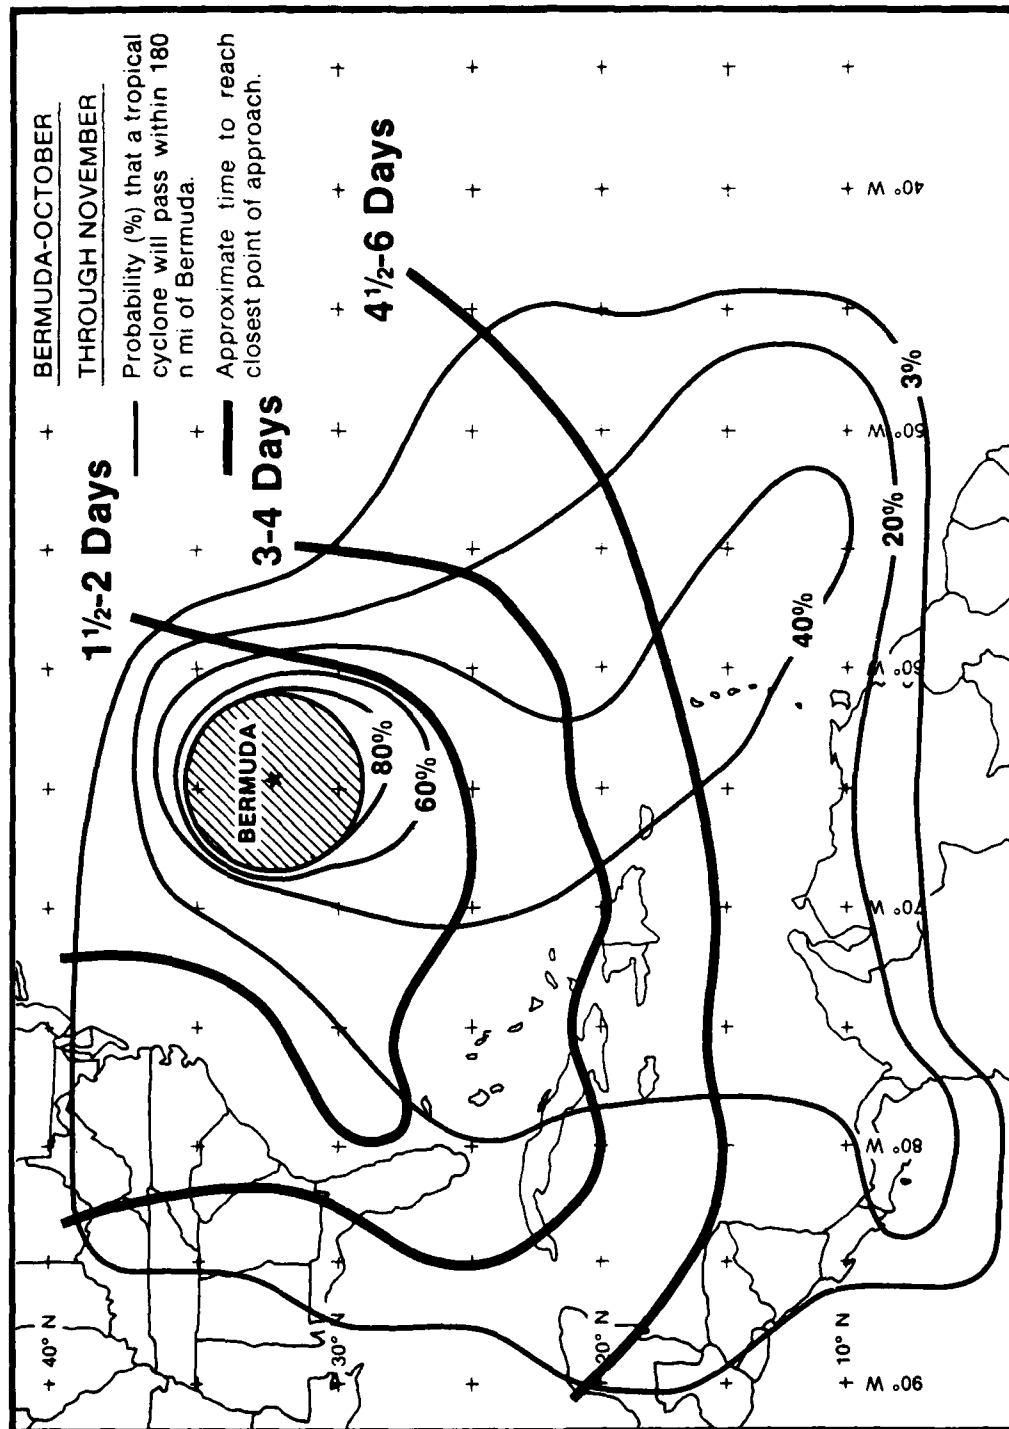 BERMUDA-OCTOBER
THROUGH NOVEMBER
Probability (%) that a tropical
cyclone will pass within 180
n mi of Bermuda.
Approximate time to reach
closest point of approach.
1½-2 Days
3-4 Days
4½-6 Days
BERMUDA
80%
60%
40%
20%
3%
40° N
30° N
20° N
10° N
90° W
80° W
70° W
60° W
50° W
40° W